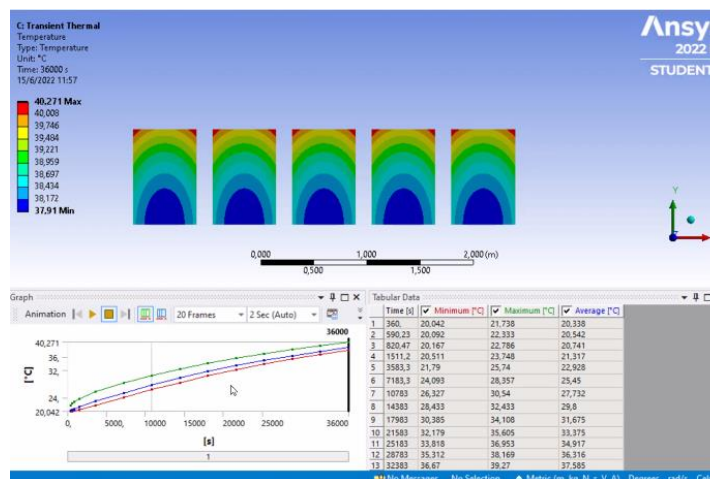 C: Transient Thermal
Temperature
Type: Temperature
Unit: °C
Time: 36000 s
15/6/2022 11:57
40,271 Max
40,008
39,746
39,484
39,221
38,959
38,697
38,434
38,172
37,91 Min
Ansy
2022
STUDENT
Y
0,000 1,000 2,000 (m)
0,500 1,500
Graph
Animation 20 Frames 2 Sec (Auto)
36000
40,271
36,
32,
24,
20,042
[°C]
0, 5000, 10000 15000 20000 25000 36000
[s]
1
Tabular Data
Time [s] Minimum [°C] Maximum [°C] Average [°C]
1 360, 20,042 21,738 20,338
2 590,23 20,092 22,333 20,542
3 820,47 20,167 22,786 20,741
4 1511,2 20,511 23,748 21,317
5 3583,3 21,79 25,74 22,928
6 7183,3 24,093 28,357 25,45
7 10783 26,327 30,54 27,732
8 14383 28,433 32,433 29,8
9 17983 30,385 34,108 31,675
10 21583 32,179 35,605 33,375
11 25183 33,818 36,953 34,917
12 28783 35,312 38,169 36,316
13 32383 36,67 39,27 37,585
No Messages No Selection Metric (m, kg, N, s, V, A) Degrees rad/s Cel